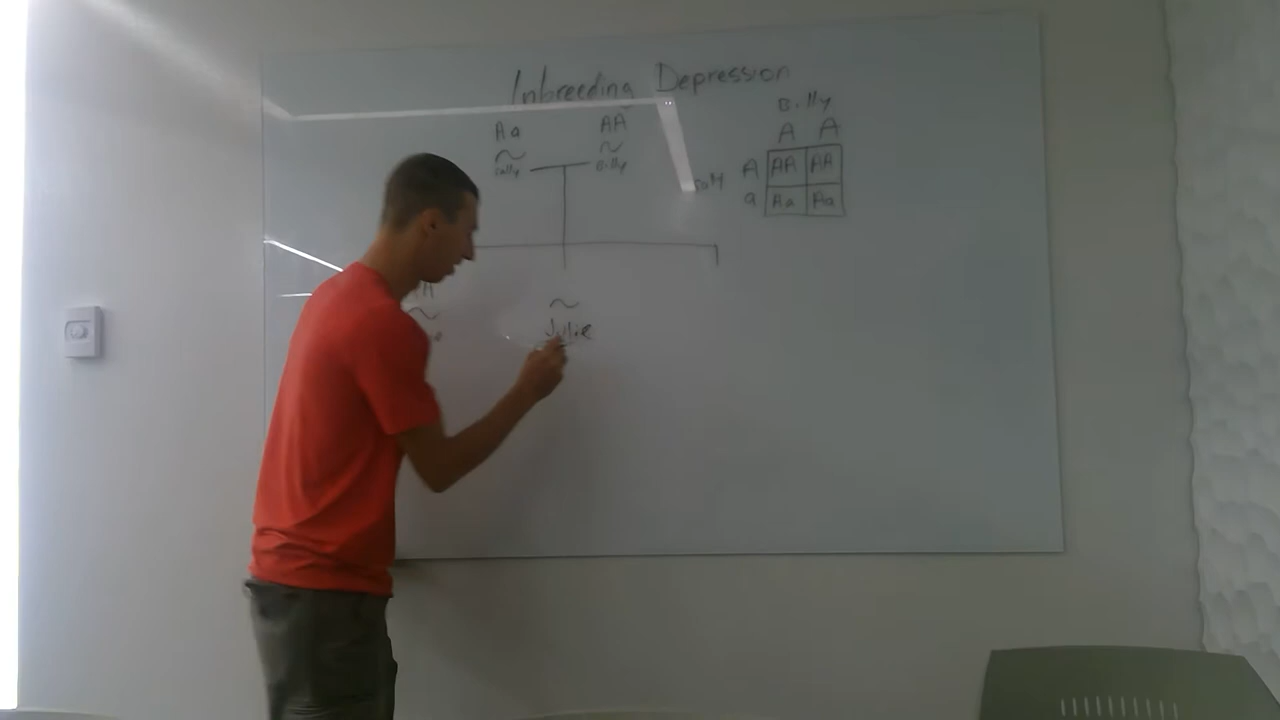 Inbreeding Depression
Aa AA
Sally Billy
Billy
A A
A AA AA
a Aa Aa
Julie